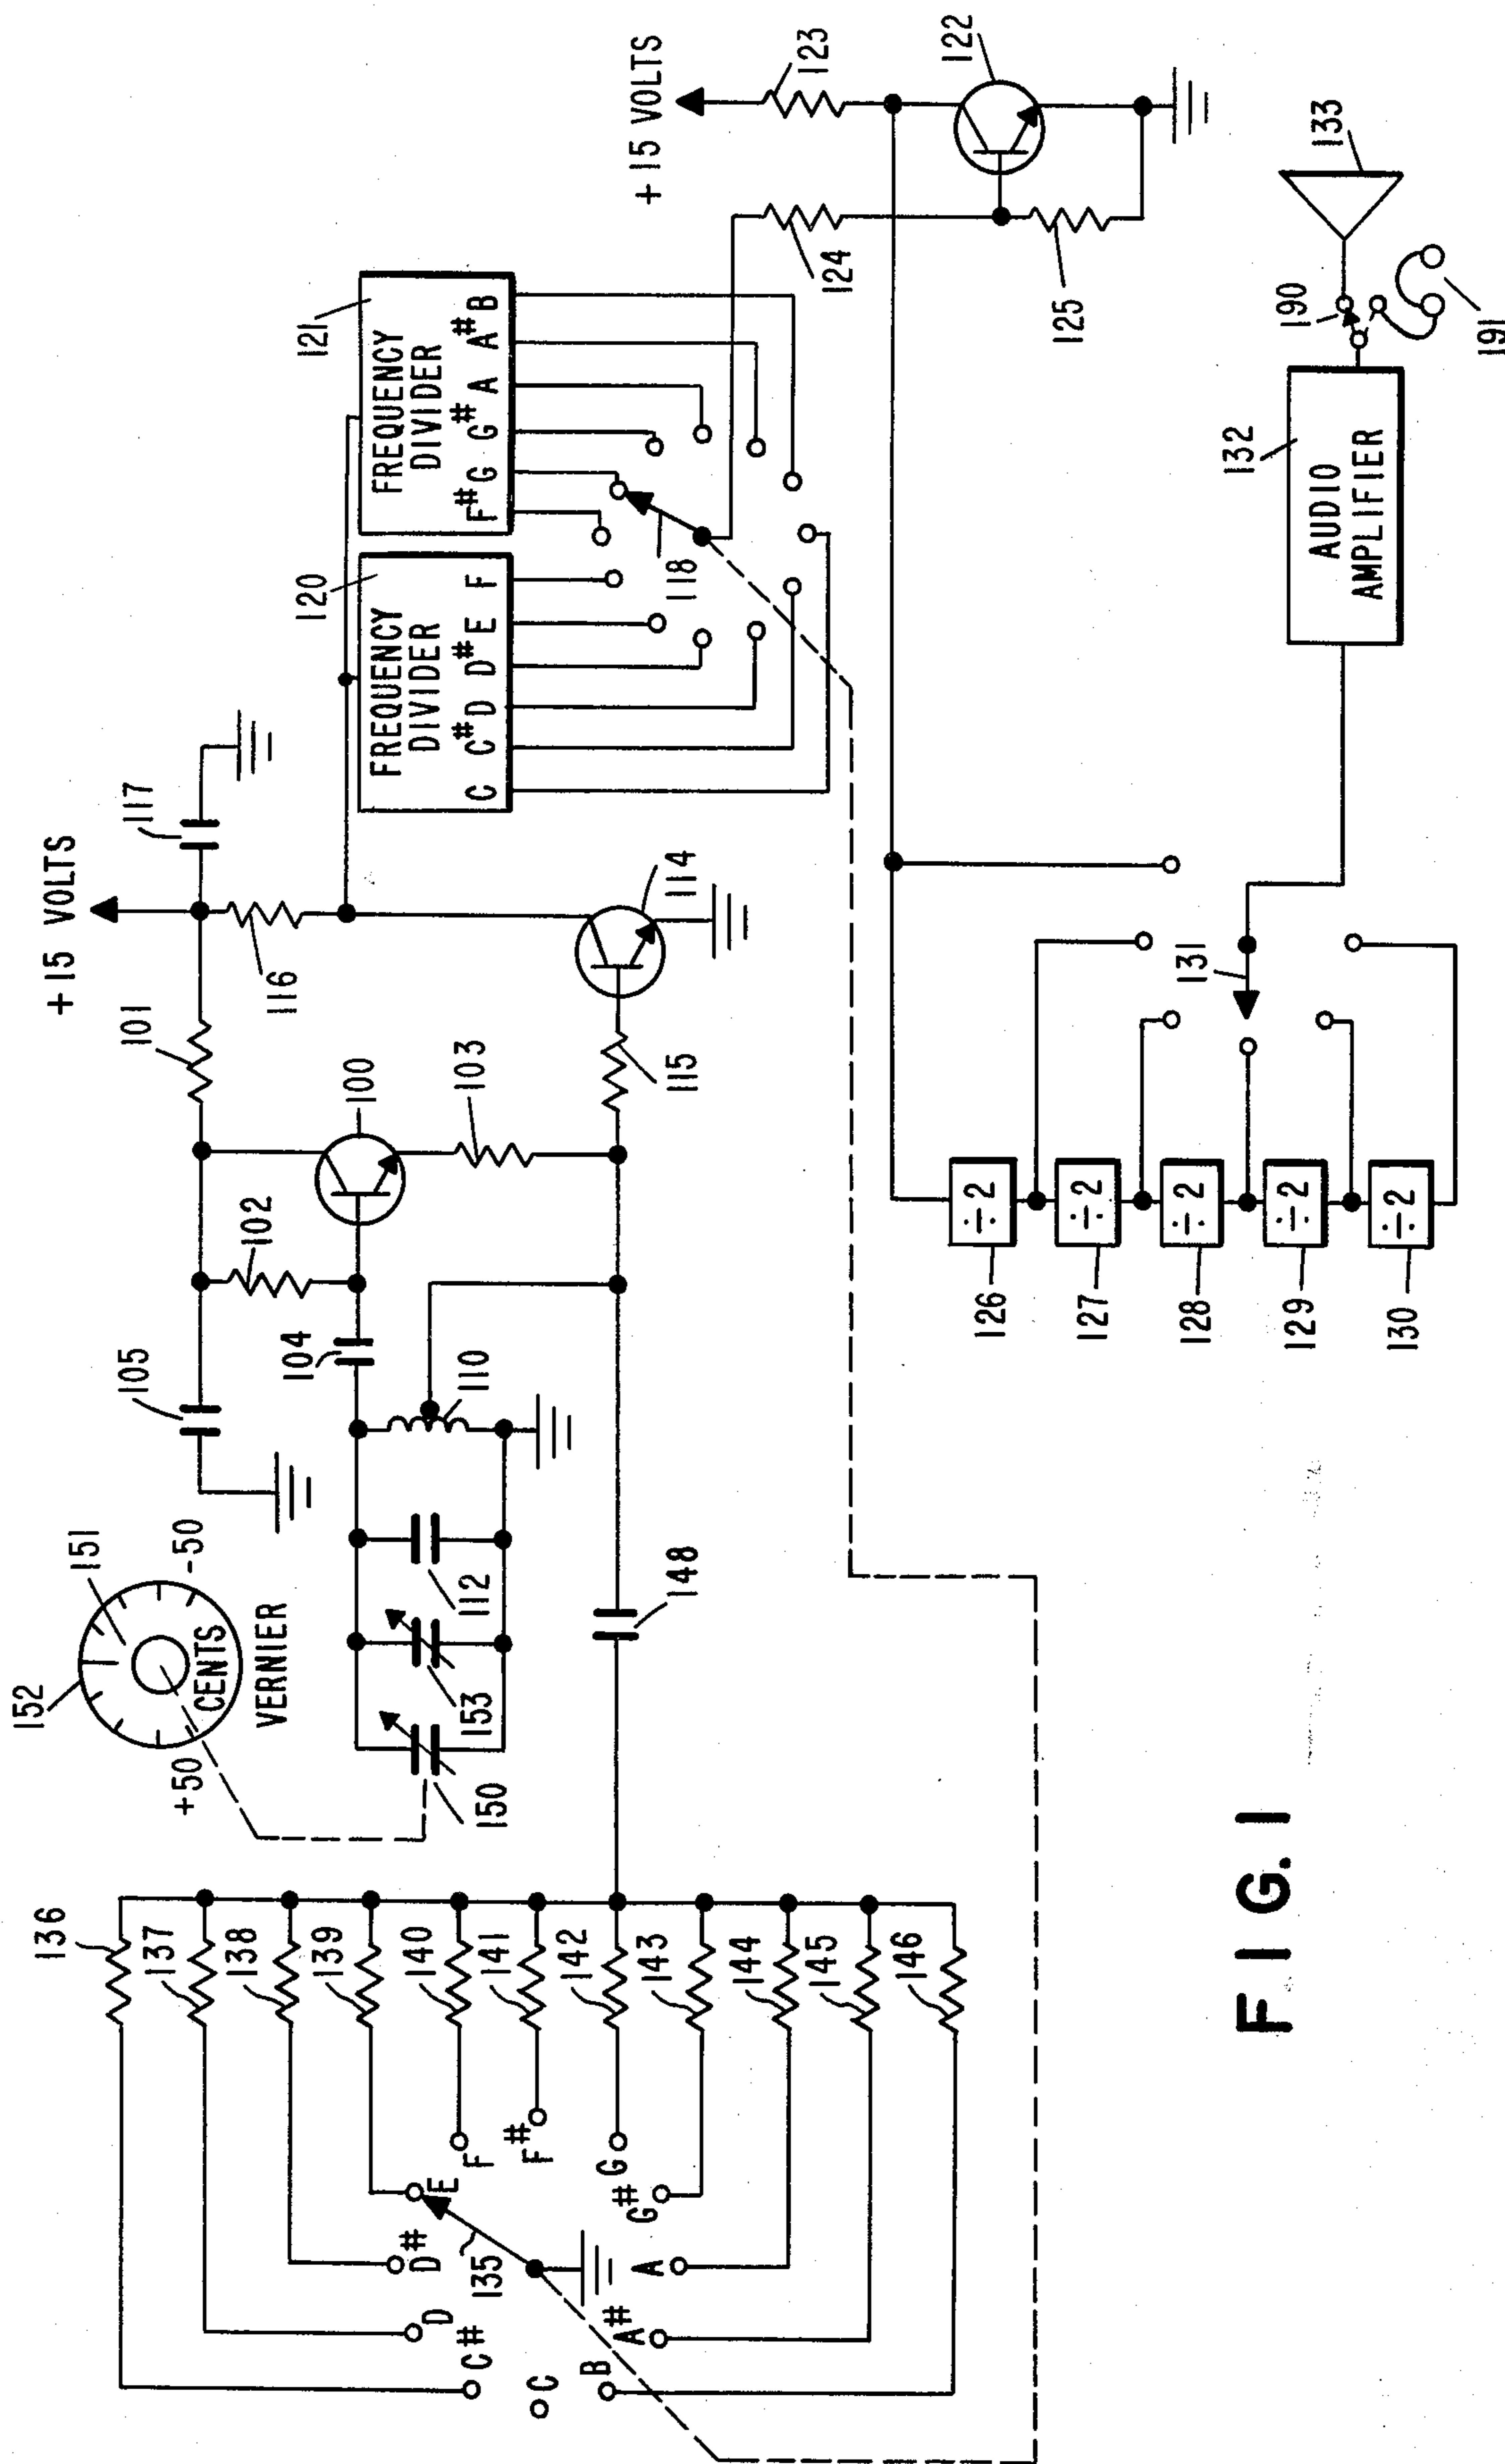 +15 VOLTS
+15 VOLTS
152
151
+50
-50
CENTS
VERNIER
105
102
101
117
116
104
100
103
110
112
153
150
115
114
148
120
FREQUENCY
DIVIDER
C C# D D# E F
121
FREQUENCY
DIVIDER
F# G G# A A# B
118
123
122
124
125
136
137
138
139
140
141
142
143
144
145
146
C
C#
D
D#
E
F
F#
G
G#
A
A#
B
135
÷2
÷2
÷2
÷2
÷2
126
127
128
129
130
131
132
AUDIO
AMPLIFIER
190
191
133
FIG. 1